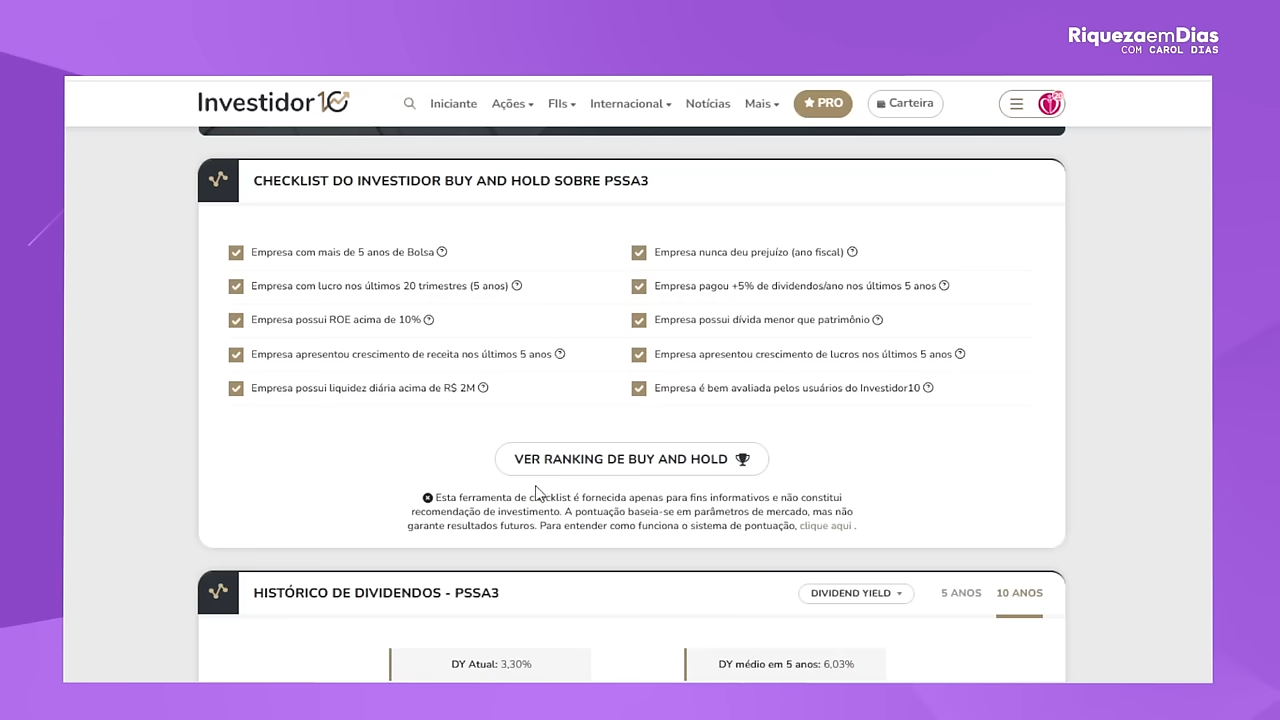 RiquezaemDias
COM CAROL DIAS
Investidor10
Iniciante
Ações
FIIs
Internacional
Notícias
Mais
PRO
Carteira
CHECKLIST DO INVESTIDOR BUY AND HOLD SOBRE PSSA3
Empresa com mais de 5 anos de Bolsa
Empresa nunca deu prejuízo (ano fiscal)
Empresa com lucro nos últimos 20 trimestres (5 anos)
Empresa pagou +5% de dividendos/ano nos últimos 5 anos
Empresa possui ROE acima de 10%
Empresa possui dívida menor que patrimônio
Empresa apresentou crescimento de receita nos últimos 5 anos
Empresa apresentou crescimento de lucros nos últimos 5 anos
Empresa possui liquidez diária acima de R$ 2M
Empresa é bem avaliada pelos usuários do Investidor10
VER RANKING DE BUY AND HOLD
Esta ferramenta de checklist é fornecida apenas para fins informativos e não constitui
recomendação de investimento. A pontuação baseia-se em parâmetros de mercado, mas não
garante resultados futuros. Para entender como funciona o sistema de pontuação, clique aqui .
HISTÓRICO DE DIVIDENDOS - PSSA3
DIVIDEND YIELD
5 ANOS
10 ANOS
DY Atual: 3,30%
DY médio em 5 anos: 6,03%